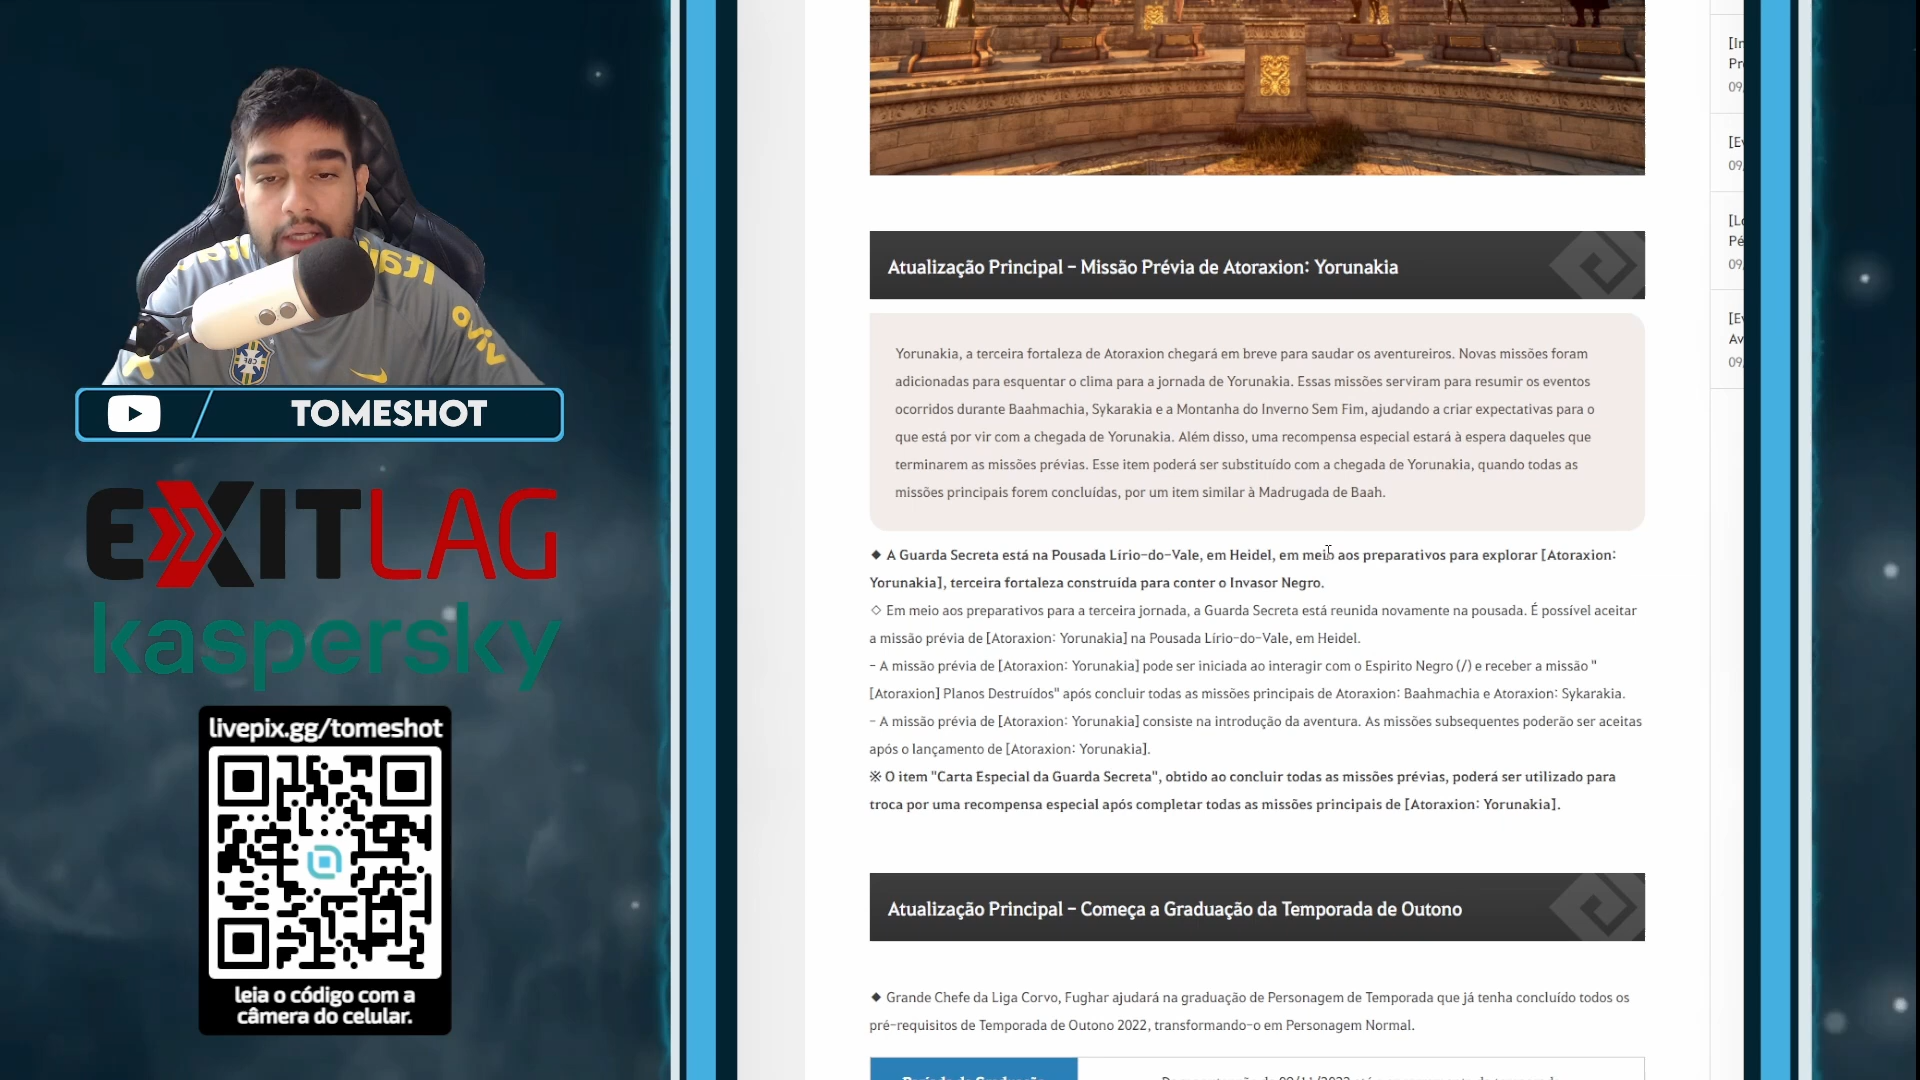 TOMESHOT
EXITLAG
kaspersky
livepix.gg/tomeshot
leia o código com a
câmera do celular.
Atualização Principal – Missão Prévia de Atoraxion: Yorunakia
Yorunakia, a terceira fortaleza de Atoraxion chegará em breve para saudar os aventureiros. Novas missões foram
adicionadas para esquentar o clima para a jornada de Yorunakia. Essas missões serviram para resumir os eventos
ocorridos durante Baahmachia, Sykarakia e a Montanha do Inverno Sem Fim, ajudando a criar expectativas para o
que está por vir com a chegada de Yorunakia. Além disso, uma recompensa especial estará à espera daqueles que
terminarem as missões prévias. Esse item poderá ser substituído com a chegada de Yorunakia, quando todas as
missões principais forem concluídas, por um item similar à Madrugada de Baah.
◆ A Guarda Secreta está na Pousada Lírio-do-Vale, em Heidel, em meio aos preparativos para explorar [Atoraxion:
Yorunakia], terceira fortaleza construída para conter o Invasor Negro.
◇ Em meio aos preparativos para a terceira jornada, a Guarda Secreta está reunida novamente na pousada. É possível aceitar
a missão prévia de [Atoraxion: Yorunakia] na Pousada Lírio-do-Vale, em Heidel.
– A missão prévia de [Atoraxion: Yorunakia] pode ser iniciada ao interagir com o Espirito Negro (/) e receber a missão "
[Atoraxion] Planos Destruídos" após concluir todas as missões principais de Atoraxion: Baahmachia e Atoraxion: Sykarakia.
– A missão prévia de [Atoraxion: Yorunakia] consiste na introdução da aventura. As missões subsequentes poderão ser aceitas
após o lançamento de [Atoraxion: Yorunakia].
※ O item "Carta Especial da Guarda Secreta", obtido ao concluir todas as missões prévias, poderá ser utilizado para
troca por uma recompensa especial após completar todas as missões principais de [Atoraxion: Yorunakia].
Atualização Principal – Começa a Graduação da Temporada de Outono
◆ Grande Chefe da Liga Corvo, Fughar ajudará na graduação de Personagem de Temporada que já tenha concluído todos os
pré-requisitos de Temporada de Outono 2022, transformando-o em Personagem Normal.